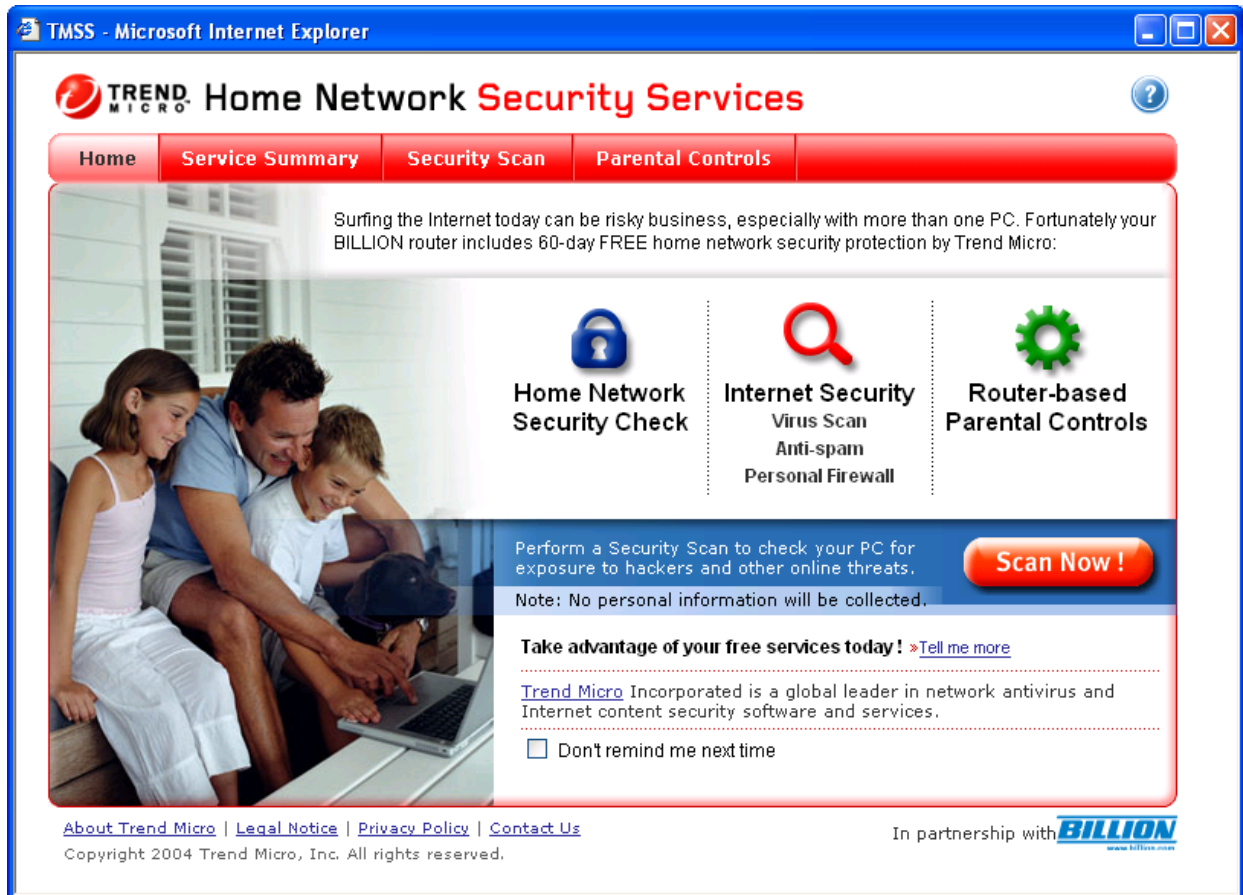 TMSS - Microsoft Internet Explorer
TREND MICRO Home Network Security Services
?
Home Service Summary Security Scan Parental Controls
Surfing the Internet today can be risky business, especially with more than one PC. Fortunately your
BILLION router includes 60-day FREE home network security protection by Trend Micro:
Home Network
Security Check
Internet Security
Virus Scan
Anti-spam
Personal Firewall
Router-based
Parental Controls
Perform a Security Scan to check your PC for
exposure to hackers and other online threats.
Scan Now !
Note: No personal information will be collected.
Take advantage of your free services today ! »Tell me more
Trend Micro Incorporated is a global leader in network antivirus and
Internet content security software and services.
Don't remind me next time
About Trend Micro | Legal Notice | Privacy Policy | Contact Us
Copyright 2004 Trend Micro, Inc. All rights reserved.
In partnership with BILLION
www.billion.com